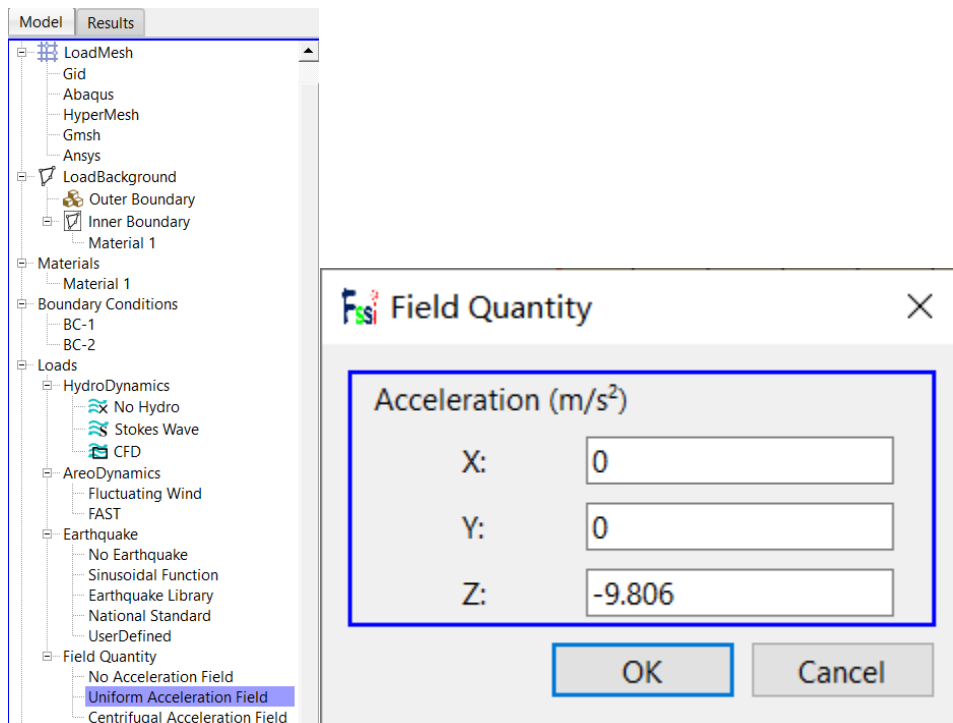 Model Results
LoadMesh
Gid
Abaqus
HyperMesh
Gmsh
Ansys
LoadBackground
Outer Boundary
Inner Boundary
Material 1
Materials
Material 1
Boundary Conditions
BC-1
BC-2
Loads
HydroDynamics
No Hydro
Stokes Wave
CFD
AreoDynamics
Fluctuating Wind
FAST
Earthquake
No Earthquake
Sinusoidal Function
Earthquake Library
National Standard
UserDefined
Field Quantity
No Acceleration Field
Uniform Acceleration Field
Centrifugal Acceleration Field
Fssi Field Quantity
Acceleration (m/s²)
X: 0
Y: 0
Z: -9.806
OK Cancel